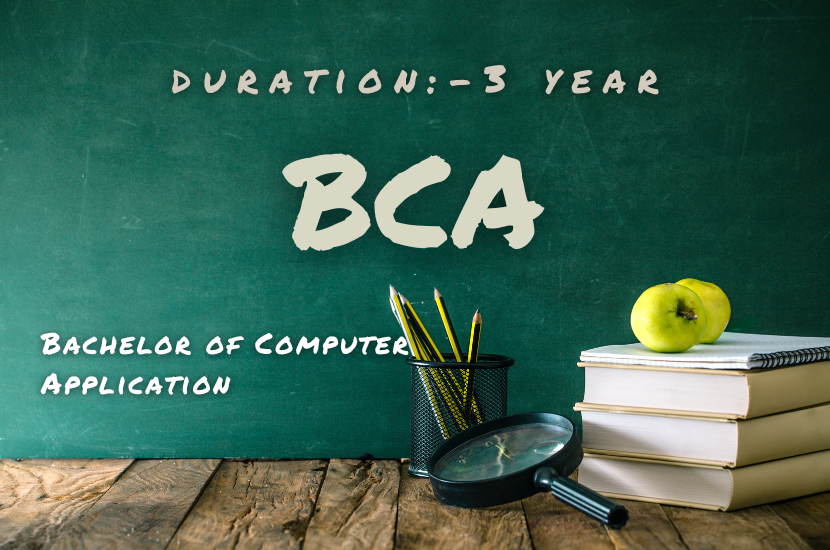 DURATION:-3 YEAR
BCA
Bachelor of Computer
Application